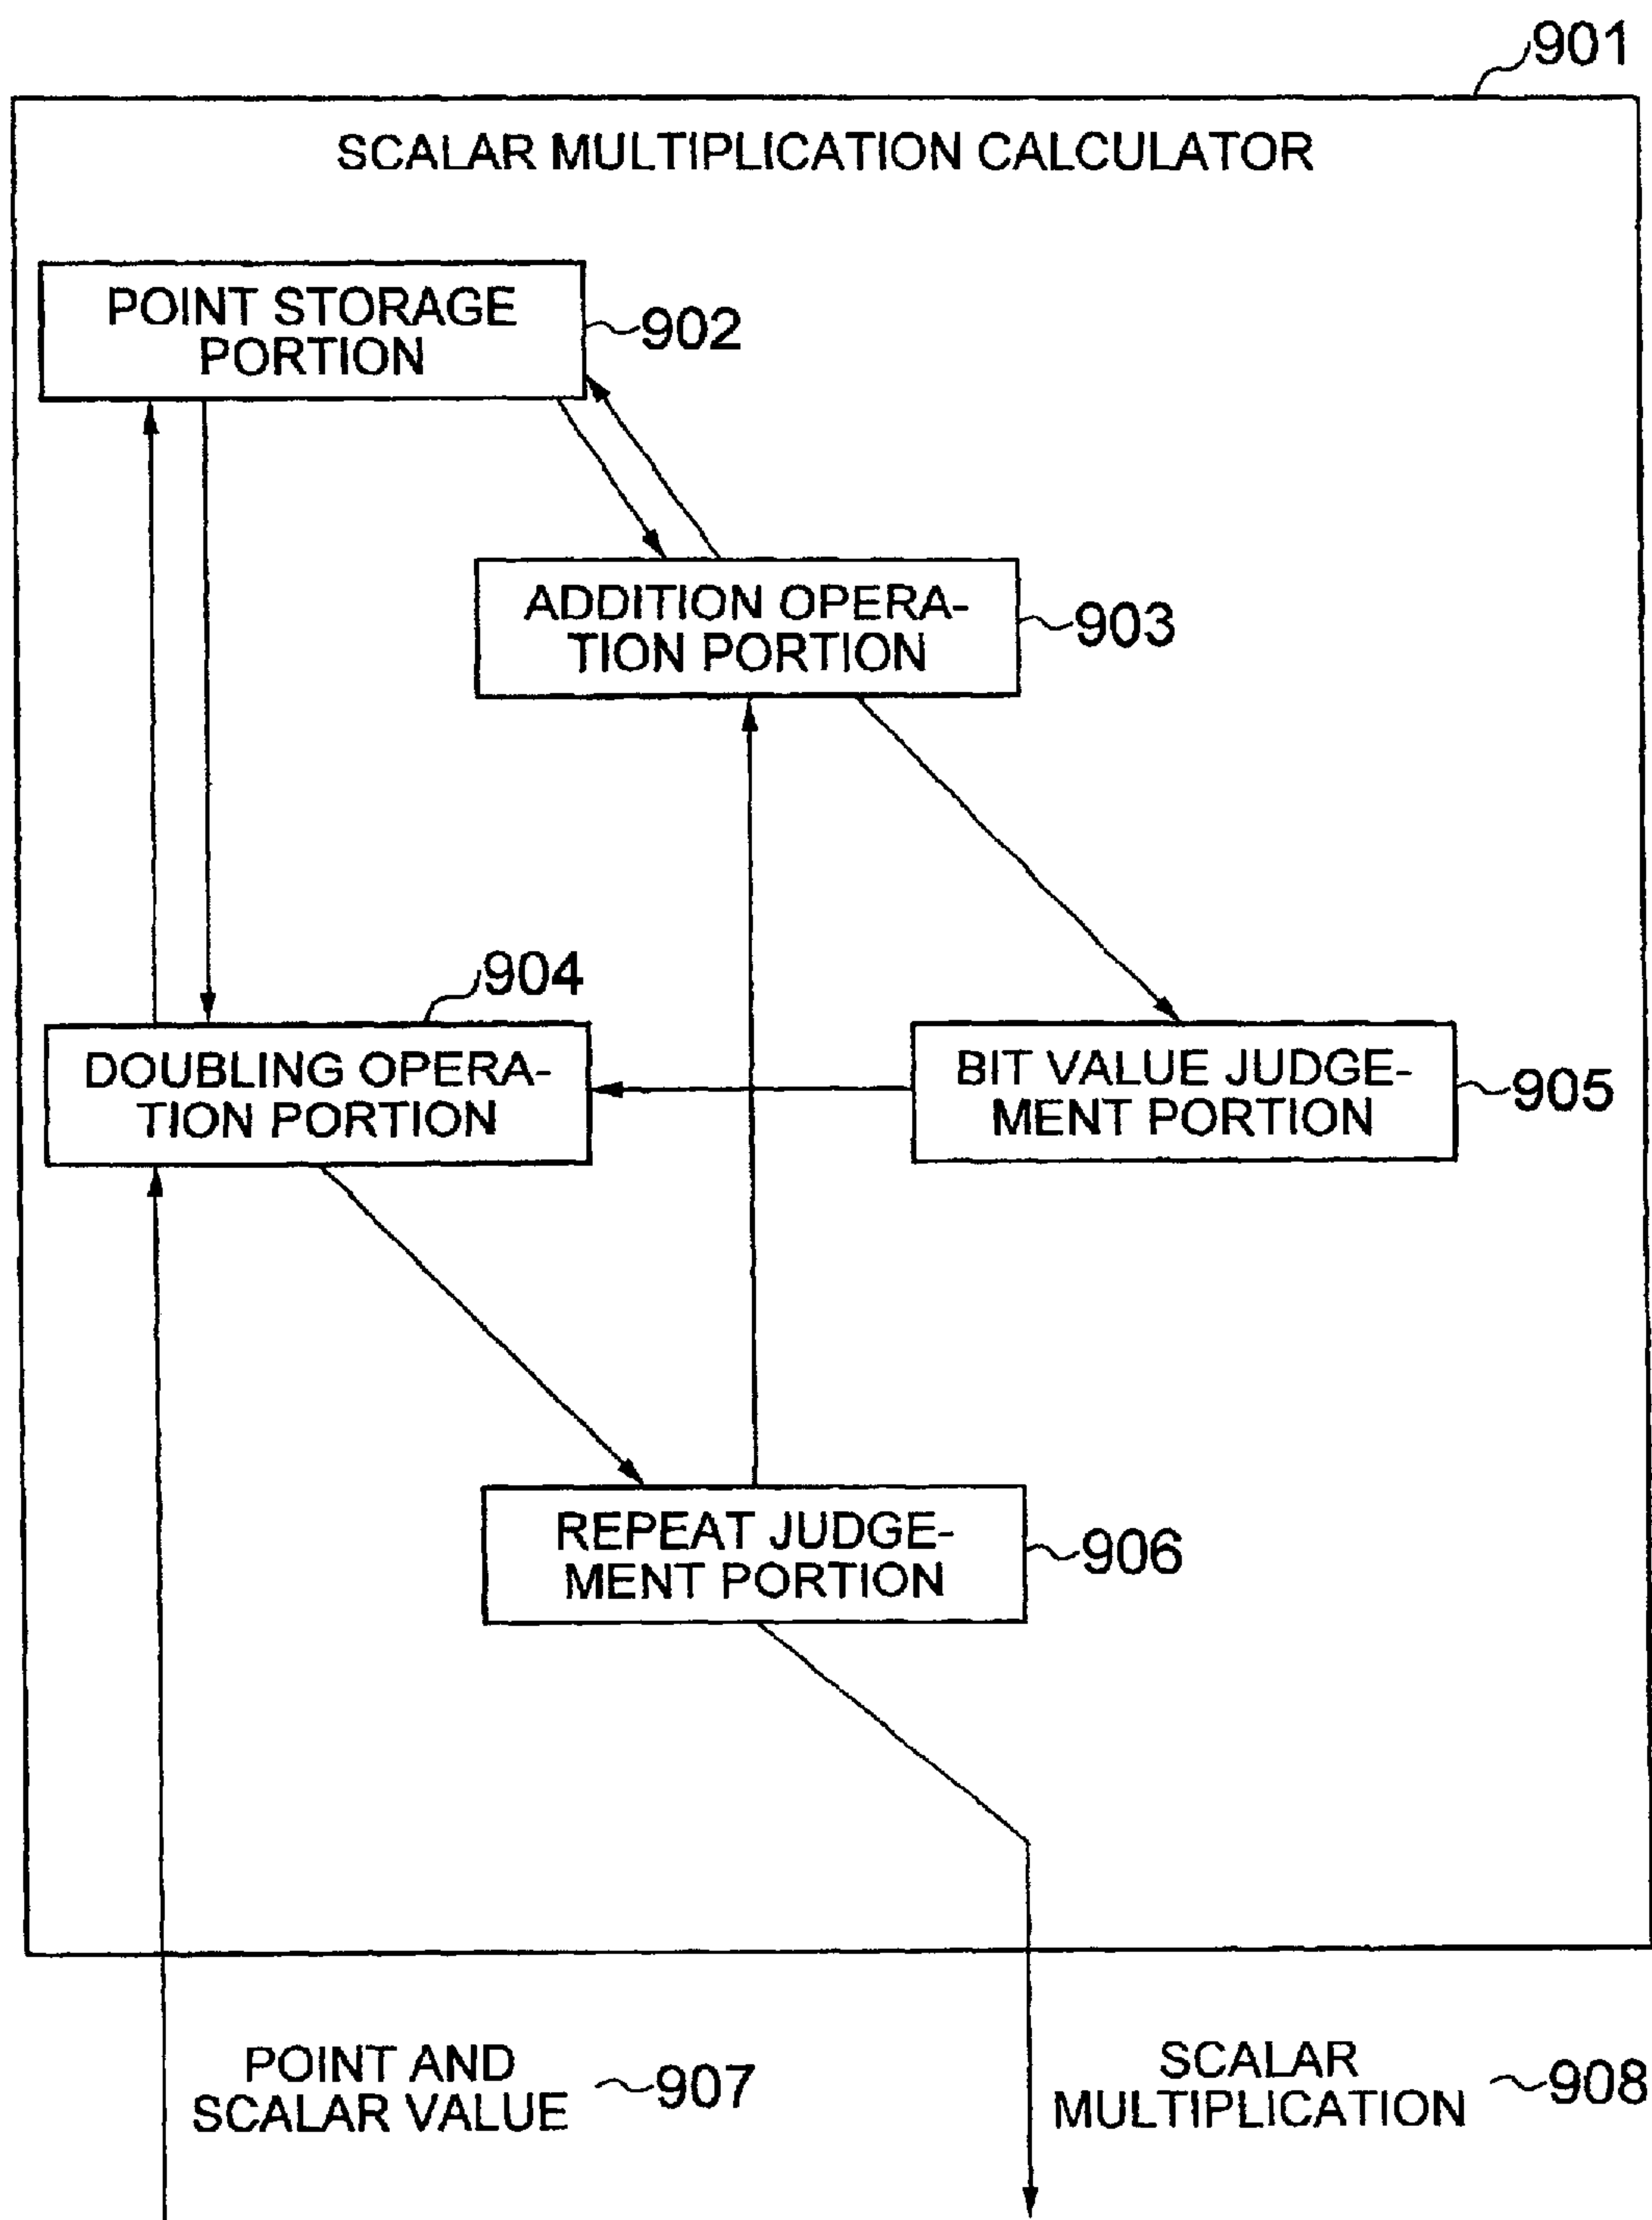 901
SCALAR MULTIPLICATION CALCULATOR
POINT STORAGE
PORTION
902
ADDITION OPERA-
TION PORTION
903
904
DOUBLING OPERA-
TION PORTION
BIT VALUE JUDGE-
MENT PORTION
905
REPEAT JUDGE-
MENT PORTION
906
POINT AND
SCALAR VALUE
907
SCALAR
MULTIPLICATION
908